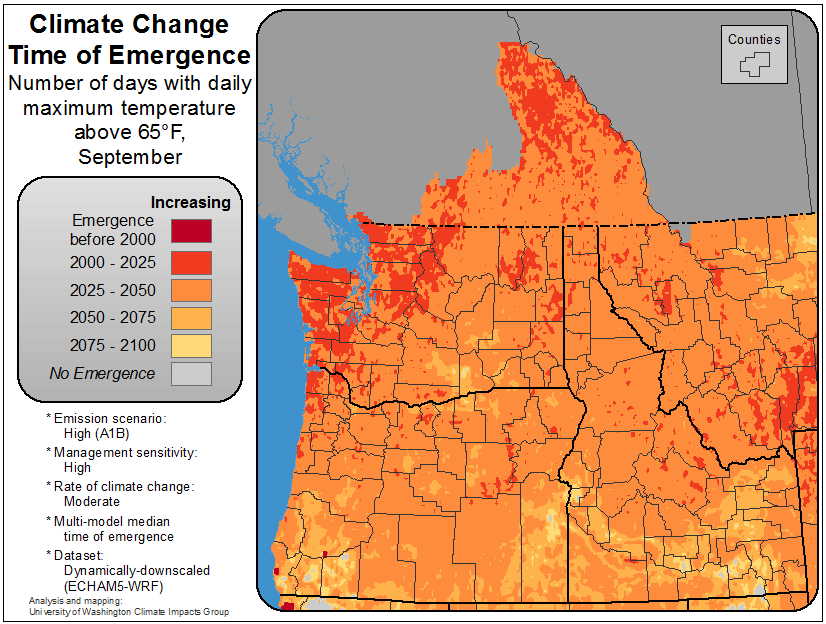 Climate Change
Time of Emergence
Number of days with daily
maximum temperature
above 65°F,
September
Increasing
Emergence
before 2000
2000 - 2025
2025 - 2050
2050 - 2075
2075 - 2100
No Emergence
* Emission scenario:
High (A1B)
* Management sensitivity:
High
* Rate of climate change:
Moderate
* Multi-model median
time of emergence
* Dataset:
Dynamically-downscaled
(ECHAM5-WRF)
Analysis and mapping:
University of Washington Climate Impacts Group
Counties